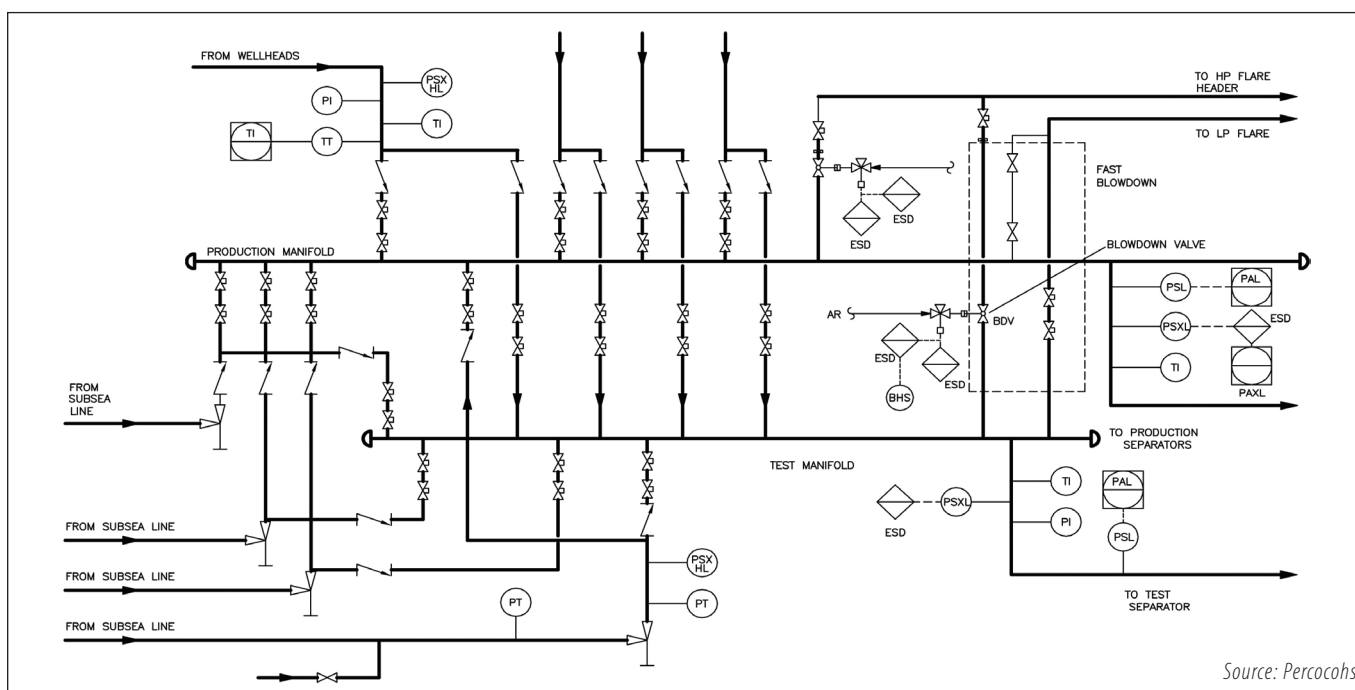 FROM WELLHEADS
PSX
HL
PI
TI
TI
TT
TO HP FLARE
HEADER
TO LP FLARE
FAST
BLOWDOWN
ESD
ESD
BLOWDOWN VALVE
PRODUCTION MANIFOLD
PSL
PAL
PSXL
ESD
TI
PAXL
AR
BDV
ESD
ESD
BHS
FROM
SUBSEA
LINE
TO PRODUCTION
SEPARATORS
TEST MANIFOLD
TI
PAL
PSXL
ESD
PI
PSL
FROM SUBSEA LINE
FROM SUBSEA LINE
PSX
HL
PT
FROM SUBSEA LINE
PT
TO TEST
SEPARATOR
Source: Percocohs